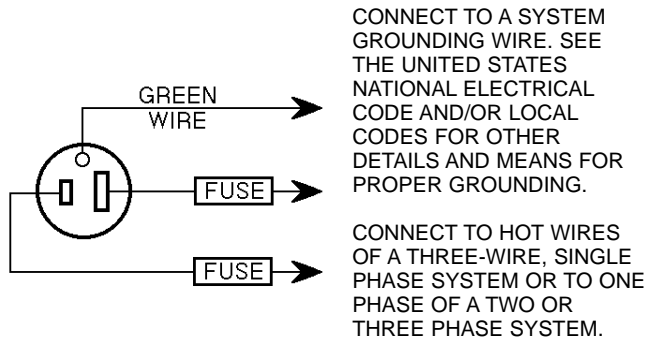 CONNECT TO A SYSTEM
GROUNDING WIRE. SEE
THE UNITED STATES
NATIONAL ELECTRICAL
CODE AND/OR LOCAL
CODES FOR OTHER
DETAILS AND MEANS FOR
PROPER GROUNDING.
GREEN
WIRE
FUSE
FUSE
CONNECT TO HOT WIRES
OF A THREE-WIRE, SINGLE
PHASE SYSTEM OR TO ONE
PHASE OF A TWO OR
THREE PHASE SYSTEM.